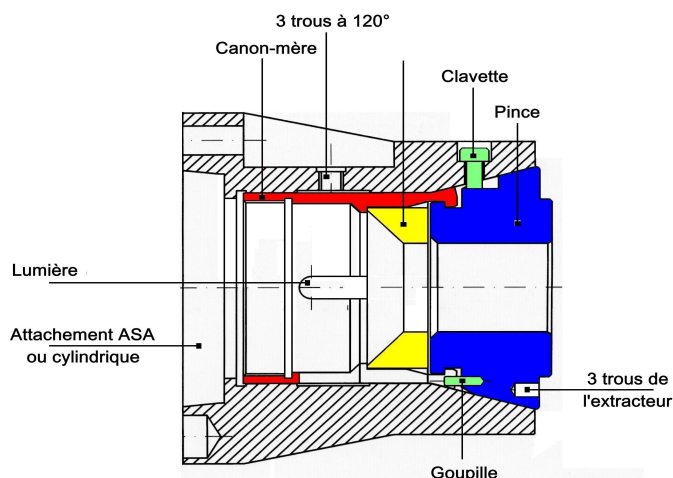 3 trous à 120°
Canon-mère
Clavette
Pince
Lumière
Attachement ASA
ou cylindrique
3 trous de
l'extracteur
Goupille